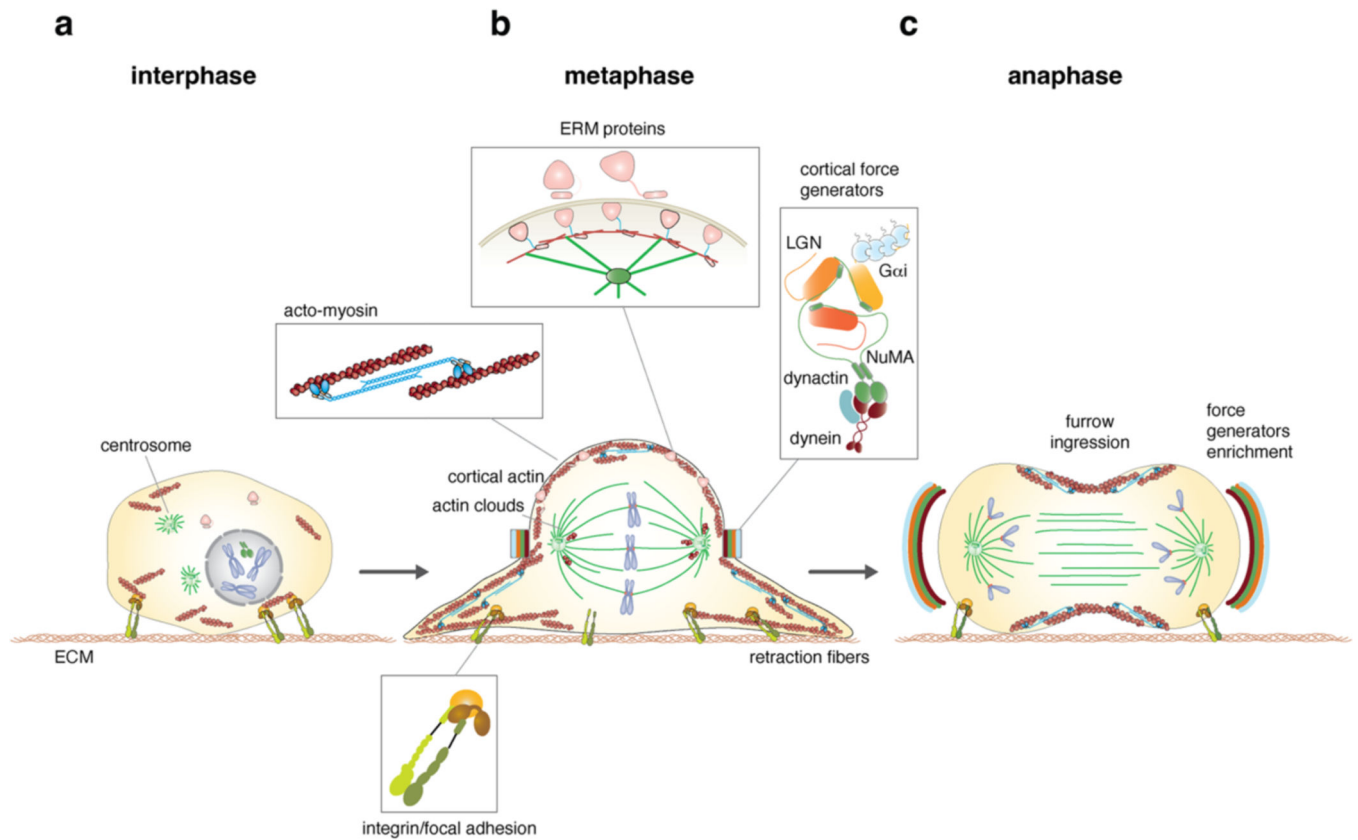 a
interphase
b
metaphase
c
anaphase
ERM proteins
cortical force
generators
LGN
Gαi
NuMA
dynactin
dynein
acto-myosin
centrosome
cortical actin
actin clouds
furrow
ingression
force
generators
enrichment
ECM
retraction fibers
integrin/focal adhesion